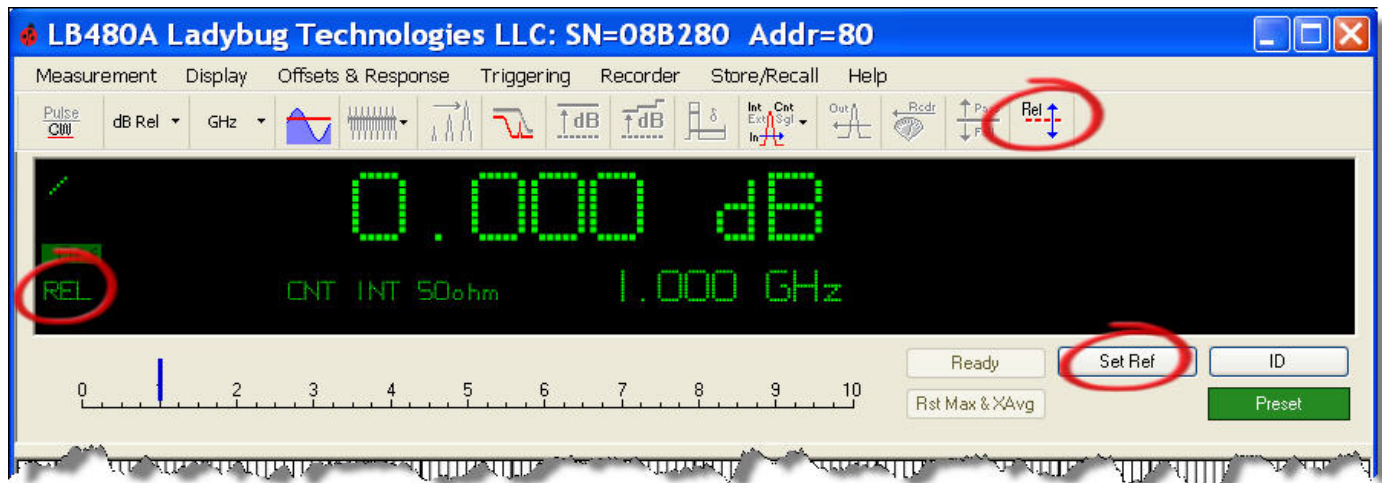 LB480A Ladybug Technologies LLC: SN=08B280 Addr=80
Measurement Display Offsets & Response Triggering Recorder Store/Recall Help
Pulse
CW
dB Rel
GHz
dB
dB
δ
Int Cnt
Ext Sgl
In
Out
Rcdr
Rel
0.000 dB
REL
CNT INT 50ohm
1.000 GHz
Ready
Set Ref
ID
0 1 2 3 4 5 6 7 8 9 10
Rst Max & XAvg
Preset